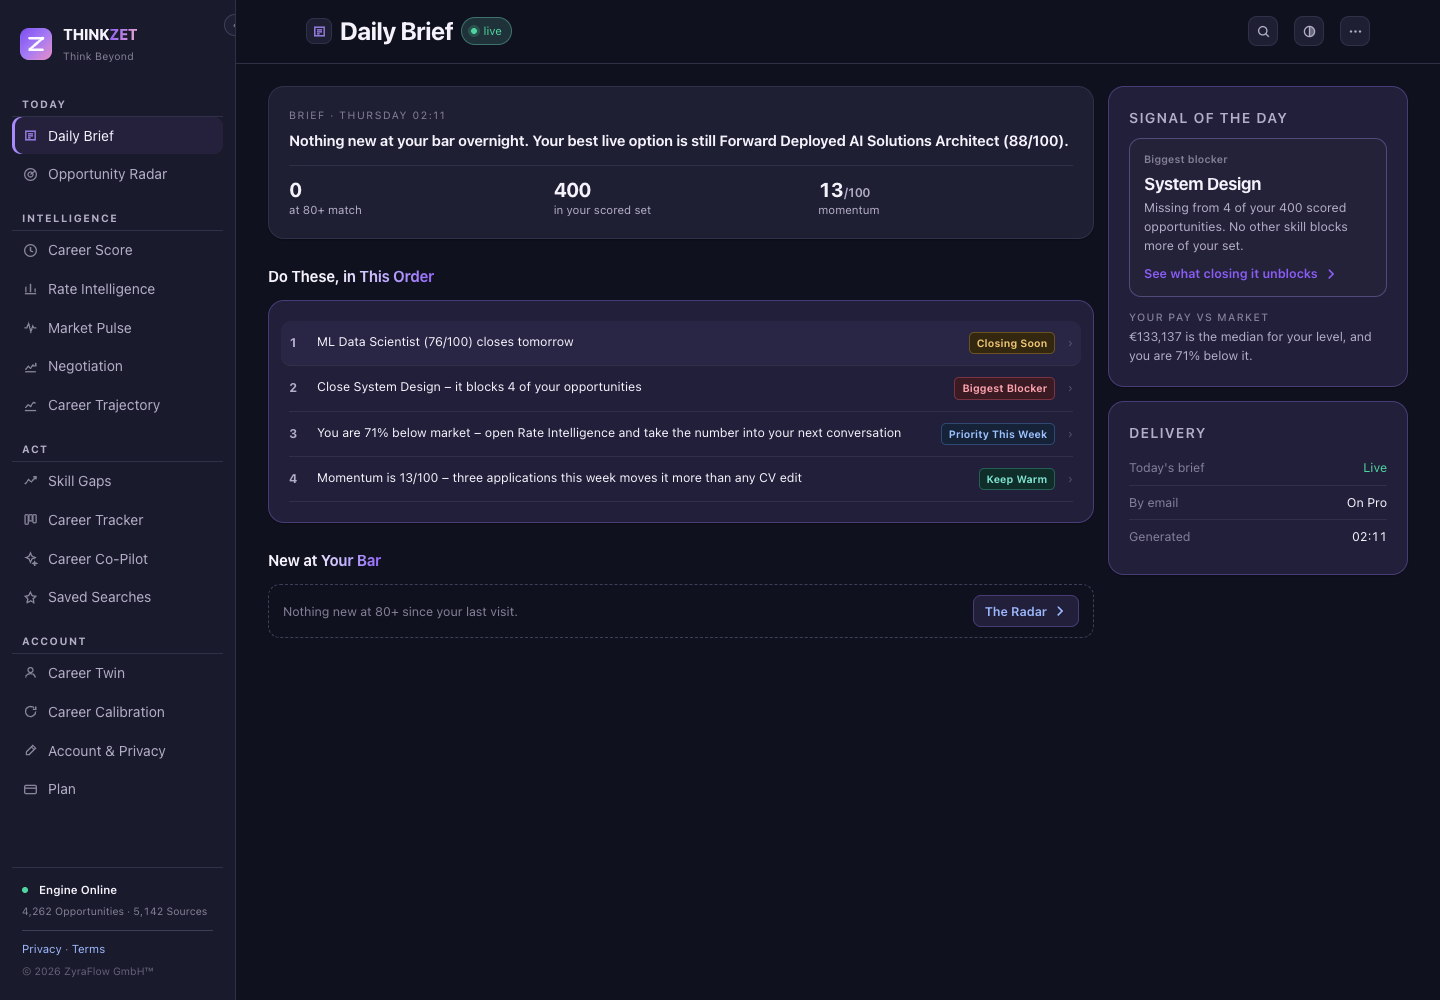 THINKZET
Think Beyond
TODAY
Daily Brief
Opportunity Radar
INTELLIGENCE
Career Score
Rate Intelligence
Market Pulse
Negotiation
Career Trajectory
ACT
Skill Gaps
Career Tracker
Career Co-Pilot
Saved Searches
ACCOUNT
Career Twin
Career Calibration
Account & Privacy
Plan
Engine Online
4,262 Opportunities · 5,142 Sources
Privacy · Terms
© 2026 ZyraFlow GmbH™
Daily Brief
live
BRIEF · THURSDAY 02:11
Nothing new at your bar overnight. Your best live option is still Forward Deployed AI Solutions Architect (88/100).
0
at 80+ match
400
in your scored set
13/100
momentum
Do These, in This Order
1 ML Data Scientist (76/100) closes tomorrow Closing Soon
2 Close System Design – it blocks 4 of your opportunities Biggest Blocker
3 You are 71% below market – open Rate Intelligence and take the number into your next conversation Priority This Week
4 Momentum is 13/100 – three applications this week moves it more than any CV edit Keep Warm
New at Your Bar
Nothing new at 80+ since your last visit.
The Radar
SIGNAL OF THE DAY
Biggest blocker
System Design
Missing from 4 of your 400 scored
opportunities. No other skill blocks
more of your set.
See what closing it unblocks
YOUR PAY VS MARKET
€133,137 is the median for your level, and
you are 71% below it.
DELIVERY
Today's brief Live
By email On Pro
Generated 02:11